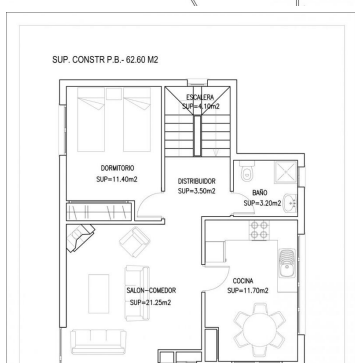 SUP. CONSTR P.B.- 62.60 M2
ESCALERA
SUP=4.10m2
DORMITORIO
SUP=11.40m2
DISTRIBUIDOR
SUP=3.50m2
BAÑO
SUP=3.20m2
SALON-COMEDOR
SUP=21.25m2
COCINA
SUP=11.70m2